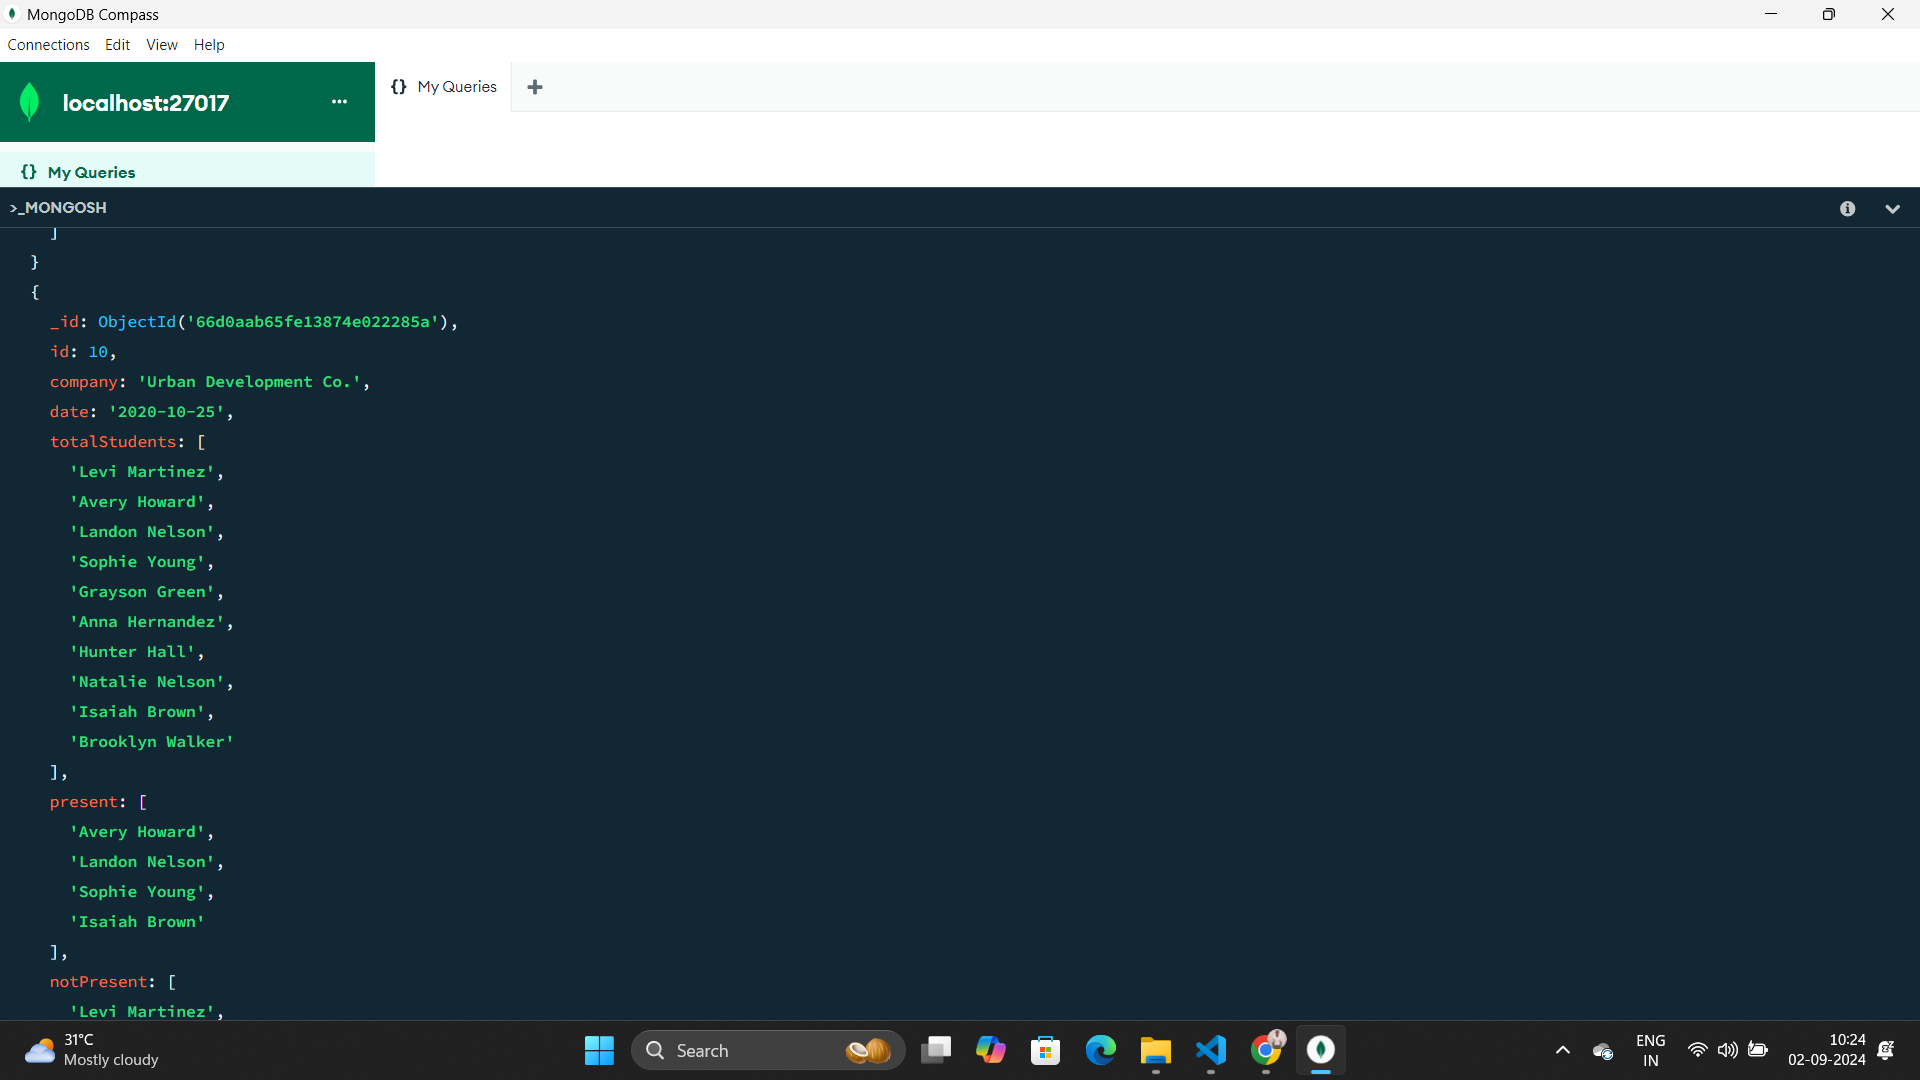 MongoDB Compass
Connections Edit View Help
localhost:27017 ...
{} My Queries
{} My Queries
>_MONGOSH
]
}
{
_id: ObjectId('66d0aab65fe13874e022285a'),
id: 10,
company: 'Urban Development Co.',
date: '2020-10-25',
totalStudents: [
'Levi Martinez',
'Avery Howard',
'Landon Nelson',
'Sophie Young',
'Grayson Green',
'Anna Hernandez',
'Hunter Hall',
'Natalie Nelson',
'Isaiah Brown',
'Brooklyn Walker'
],
present: [
'Avery Howard',
'Landon Nelson',
'Sophie Young',
'Isaiah Brown'
],
notPresent: [
'Levi Martinez',
31°C
Mostly cloudy
Search
ENG
IN
10:24
02-09-2024